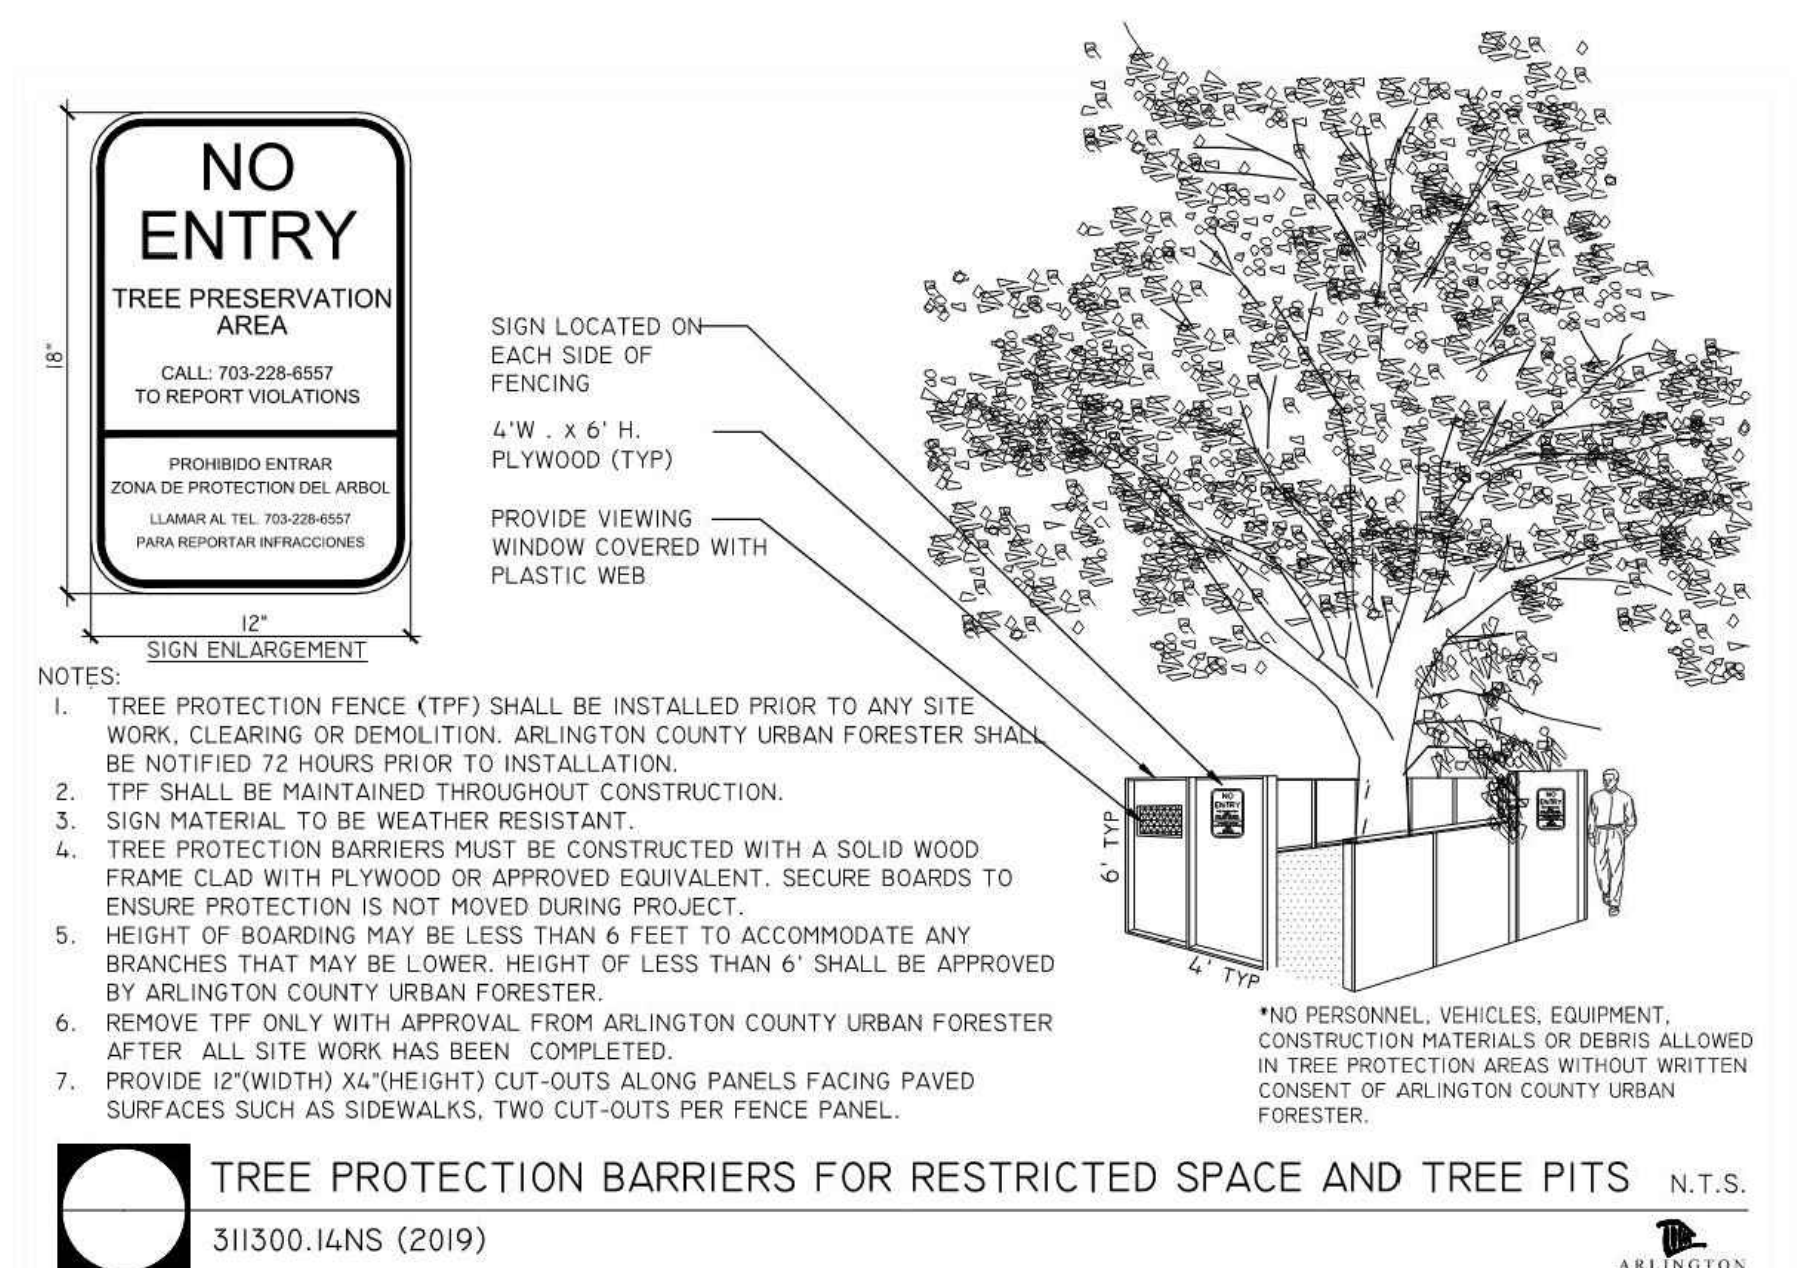 NO
ENTRY
TREE PRESERVATION
AREA
CALL: 703-228-6557
TO REPORT VIOLATIONS
PROHIBIDO ENTRAR
ZONA DE PROTECTION DEL ARBOL
LLAMAR AL TEL. 703-228-6557
PARA REPORTAR INFRACCIONES
18"
12"
SIGN ENLARGEMENT
SIGN LOCATED ON
EACH SIDE OF
FENCING
4'W . X 6' H.
PLYWOOD (TYP)
PROVIDE VIEWING
WINDOW COVERED WITH
PLASTIC WEB
NOTES:
1. TREE PROTECTION FENCE (TPF) SHALL BE INSTALLED PRIOR TO ANY SITE
WORK, CLEARING OR DEMOLITION. ARLINGTON COUNTY URBAN FORESTER SHALL
BE NOTIFIED 72 HOURS PRIOR TO INSTALLATION.
2. TPF SHALL BE MAINTAINED THROUGHOUT CONSTRUCTION.
3. SIGN MATERIAL TO BE WEATHER RESISTANT.
4. TREE PROTECTION BARRIERS MUST BE CONSTRUCTED WITH A SOLID WOOD
FRAME CLAD WITH PLYWOOD OR APPROVED EQUIVALENT. SECURE BOARDS TO
ENSURE PROTECTION IS NOT MOVED DURING PROJECT.
5. HEIGHT OF BOARDING MAY BE LESS THAN 6 FEET TO ACCOMMODATE ANY
BRANCHES THAT MAY BE LOWER. HEIGHT OF LESS THAN 6' SHALL BE APPROVED
BY ARLINGTON COUNTY URBAN FORESTER.
6. REMOVE TPF ONLY WITH APPROVAL FROM ARLINGTON COUNTY URBAN FORESTER
AFTER ALL SITE WORK HAS BEEN COMPLETED.
7. PROVIDE 12"(WIDTH) X4"(HEIGHT) CUT-OUTS ALONG PANELS FACING PAVED
SURFACES SUCH AS SIDEWALKS, TWO CUT-OUTS PER FENCE PANEL.
6' TYP
4' TYP
NO
ENTRY
NO
ENTRY
*NO PERSONNEL, VEHICLES, EQUIPMENT,
CONSTRUCTION MATERIALS OR DEBRIS ALLOWED
IN TREE PROTECTION AREAS WITHOUT WRITTEN
CONSENT OF ARLINGTON COUNTY URBAN
FORESTER.
TREE PROTECTION BARRIERS FOR RESTRICTED SPACE AND TREE PITS N.T.S.
311300.14NS (2019)
ARLINGTON